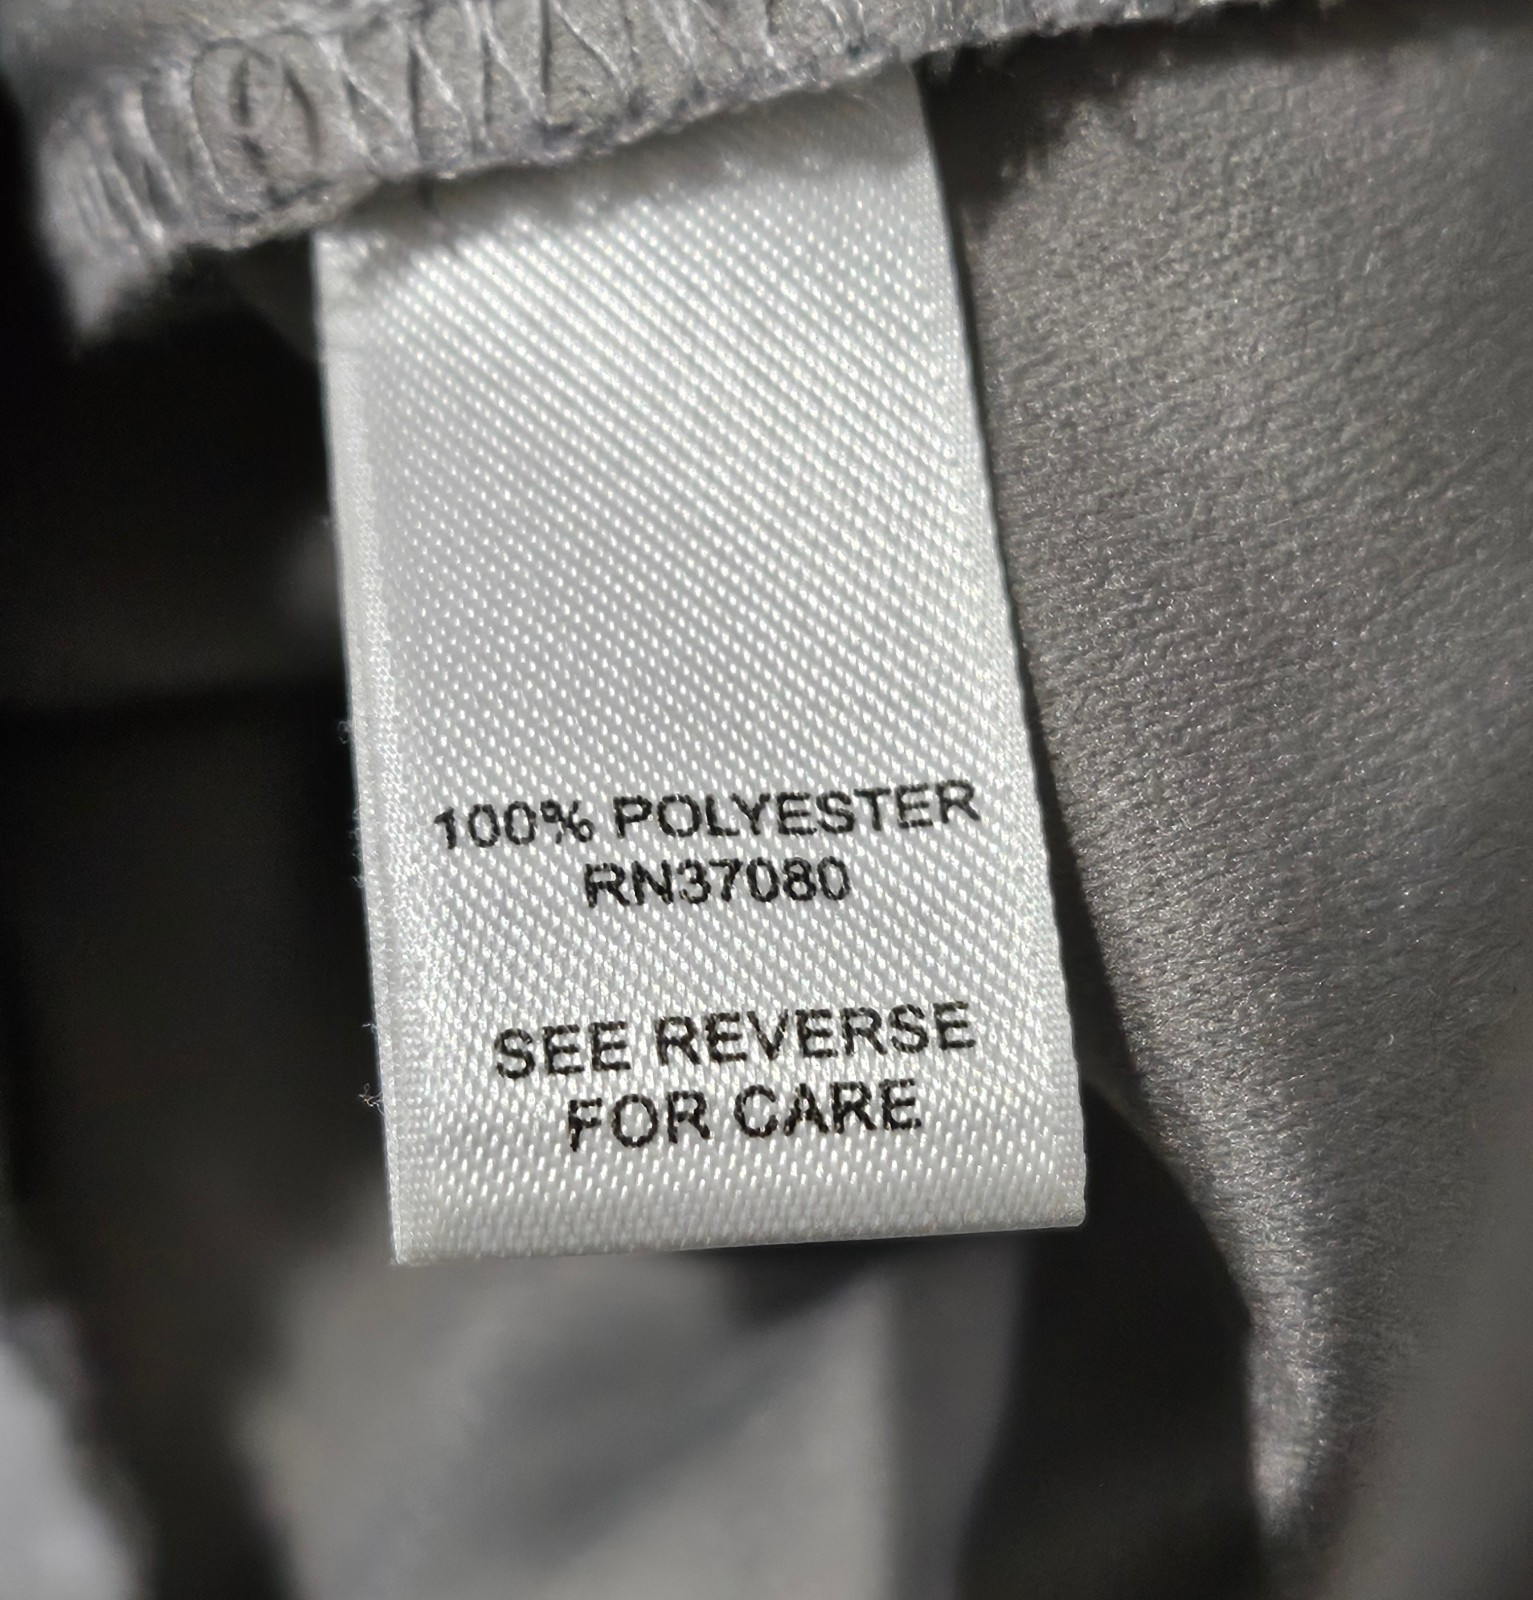 100% POLYESTER
RN37080
SEE REVERSE
FOR CARE